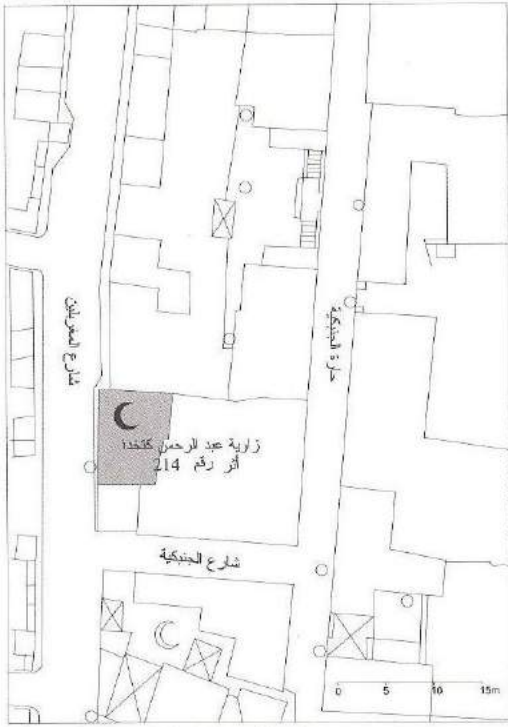 شارع المغربلين
حارة الجنبكية
زاوية عبد الرحمن كتخدا
أثر رقم 214
شارع الجنبكية
0 5 10 15m